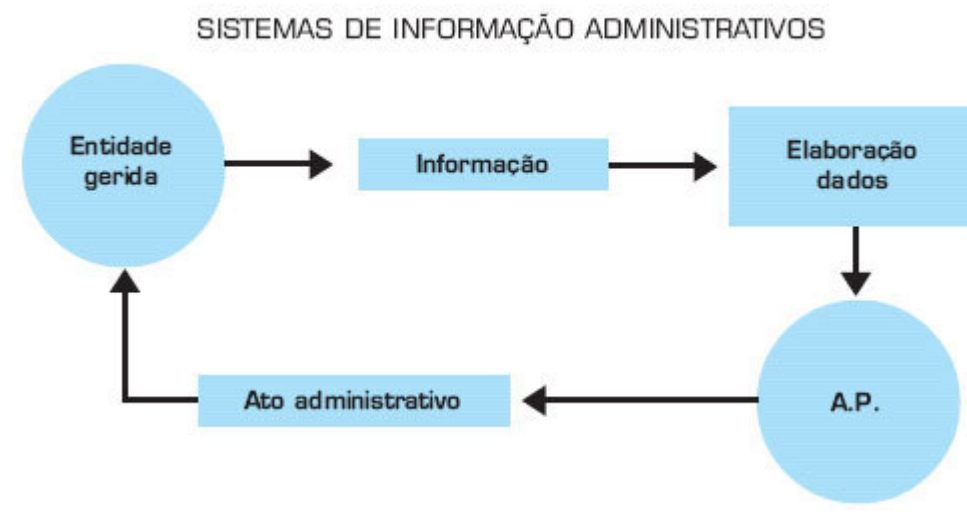 SISTEMAS DE INFORMAÇÃO ADMINISTRATIVOS
Entidade
gerida
Informação
Elaboração
dados
Ato administrativo
A.P.